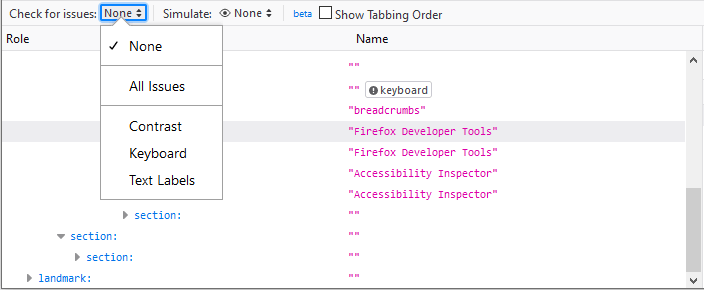 Check for issues: None Simulate: None beta Show Tabbing Order
Role Name
None
All Issues
Contrast
Keyboard
Text Labels
""
"" keyboard
"breadcrumbs"
"Firefox Developer Tools"
"Firefox Developer Tools"
"Accessibility Inspector"
"Accessibility Inspector"
section: ""
section: ""
section: ""
landmark: ""